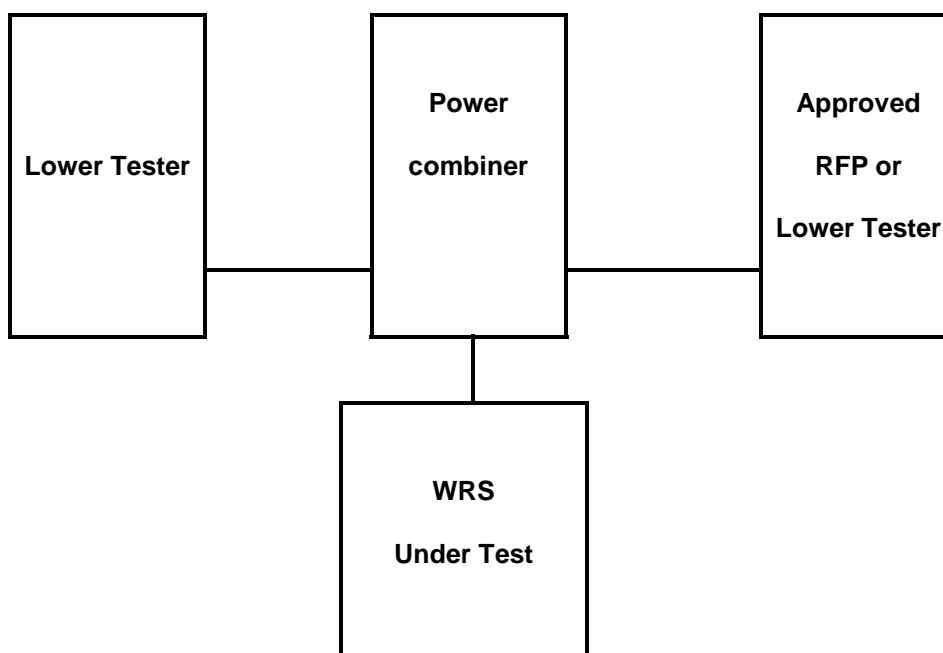 Lower Tester
Power
combiner
Approved
RFP or
Lower Tester
WRS
Under Test